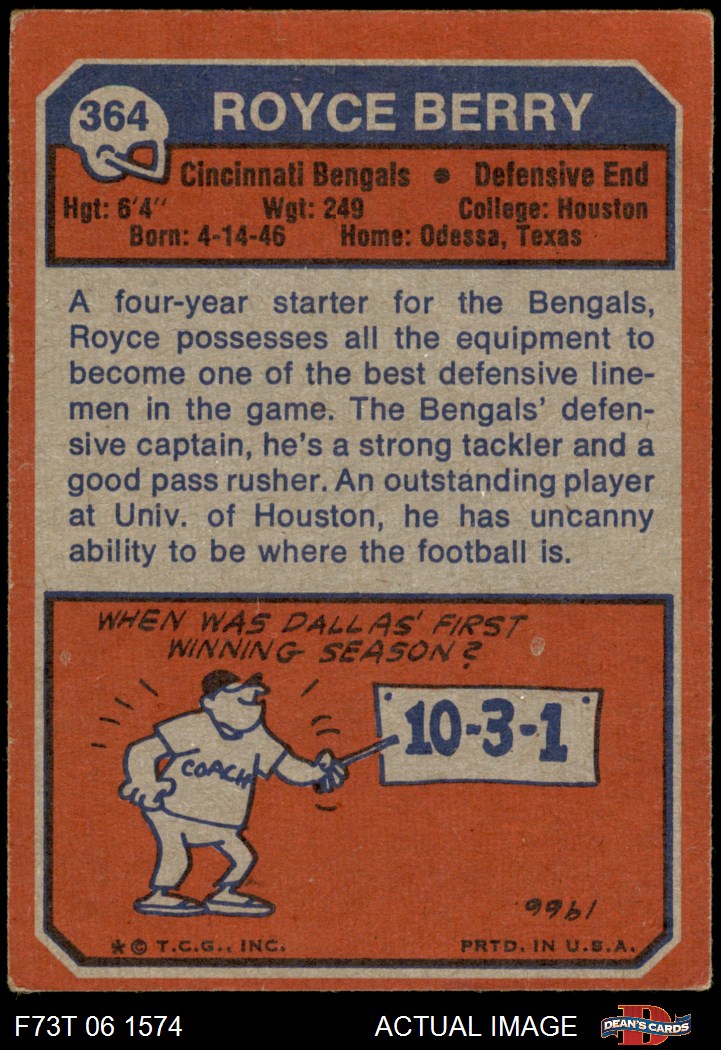 364
ROYCE BERRY
Cincinnati Bengals • Defensive End
Hgt: 6'4" Wgt: 249 College: Houston
Born: 4-14-46 Home: Odessa, Texas
A four-year starter for the Bengals,
Royce possesses all the equipment to
become one of the best defensive line-
men in the game. The Bengals' defen-
sive captain, he's a strong tackler and a
good pass rusher. An outstanding player
at Univ. of Houston, he has uncanny
ability to be where the football is.
WHEN WAS DALLAS' FIRST
WINNING SEASON?
10-3-1
COACH
1966
* © T.C.G., INC. PRTD. IN U.S.A.
F73T 06 1574 ACTUAL IMAGE
D
DEAN'S CARDS